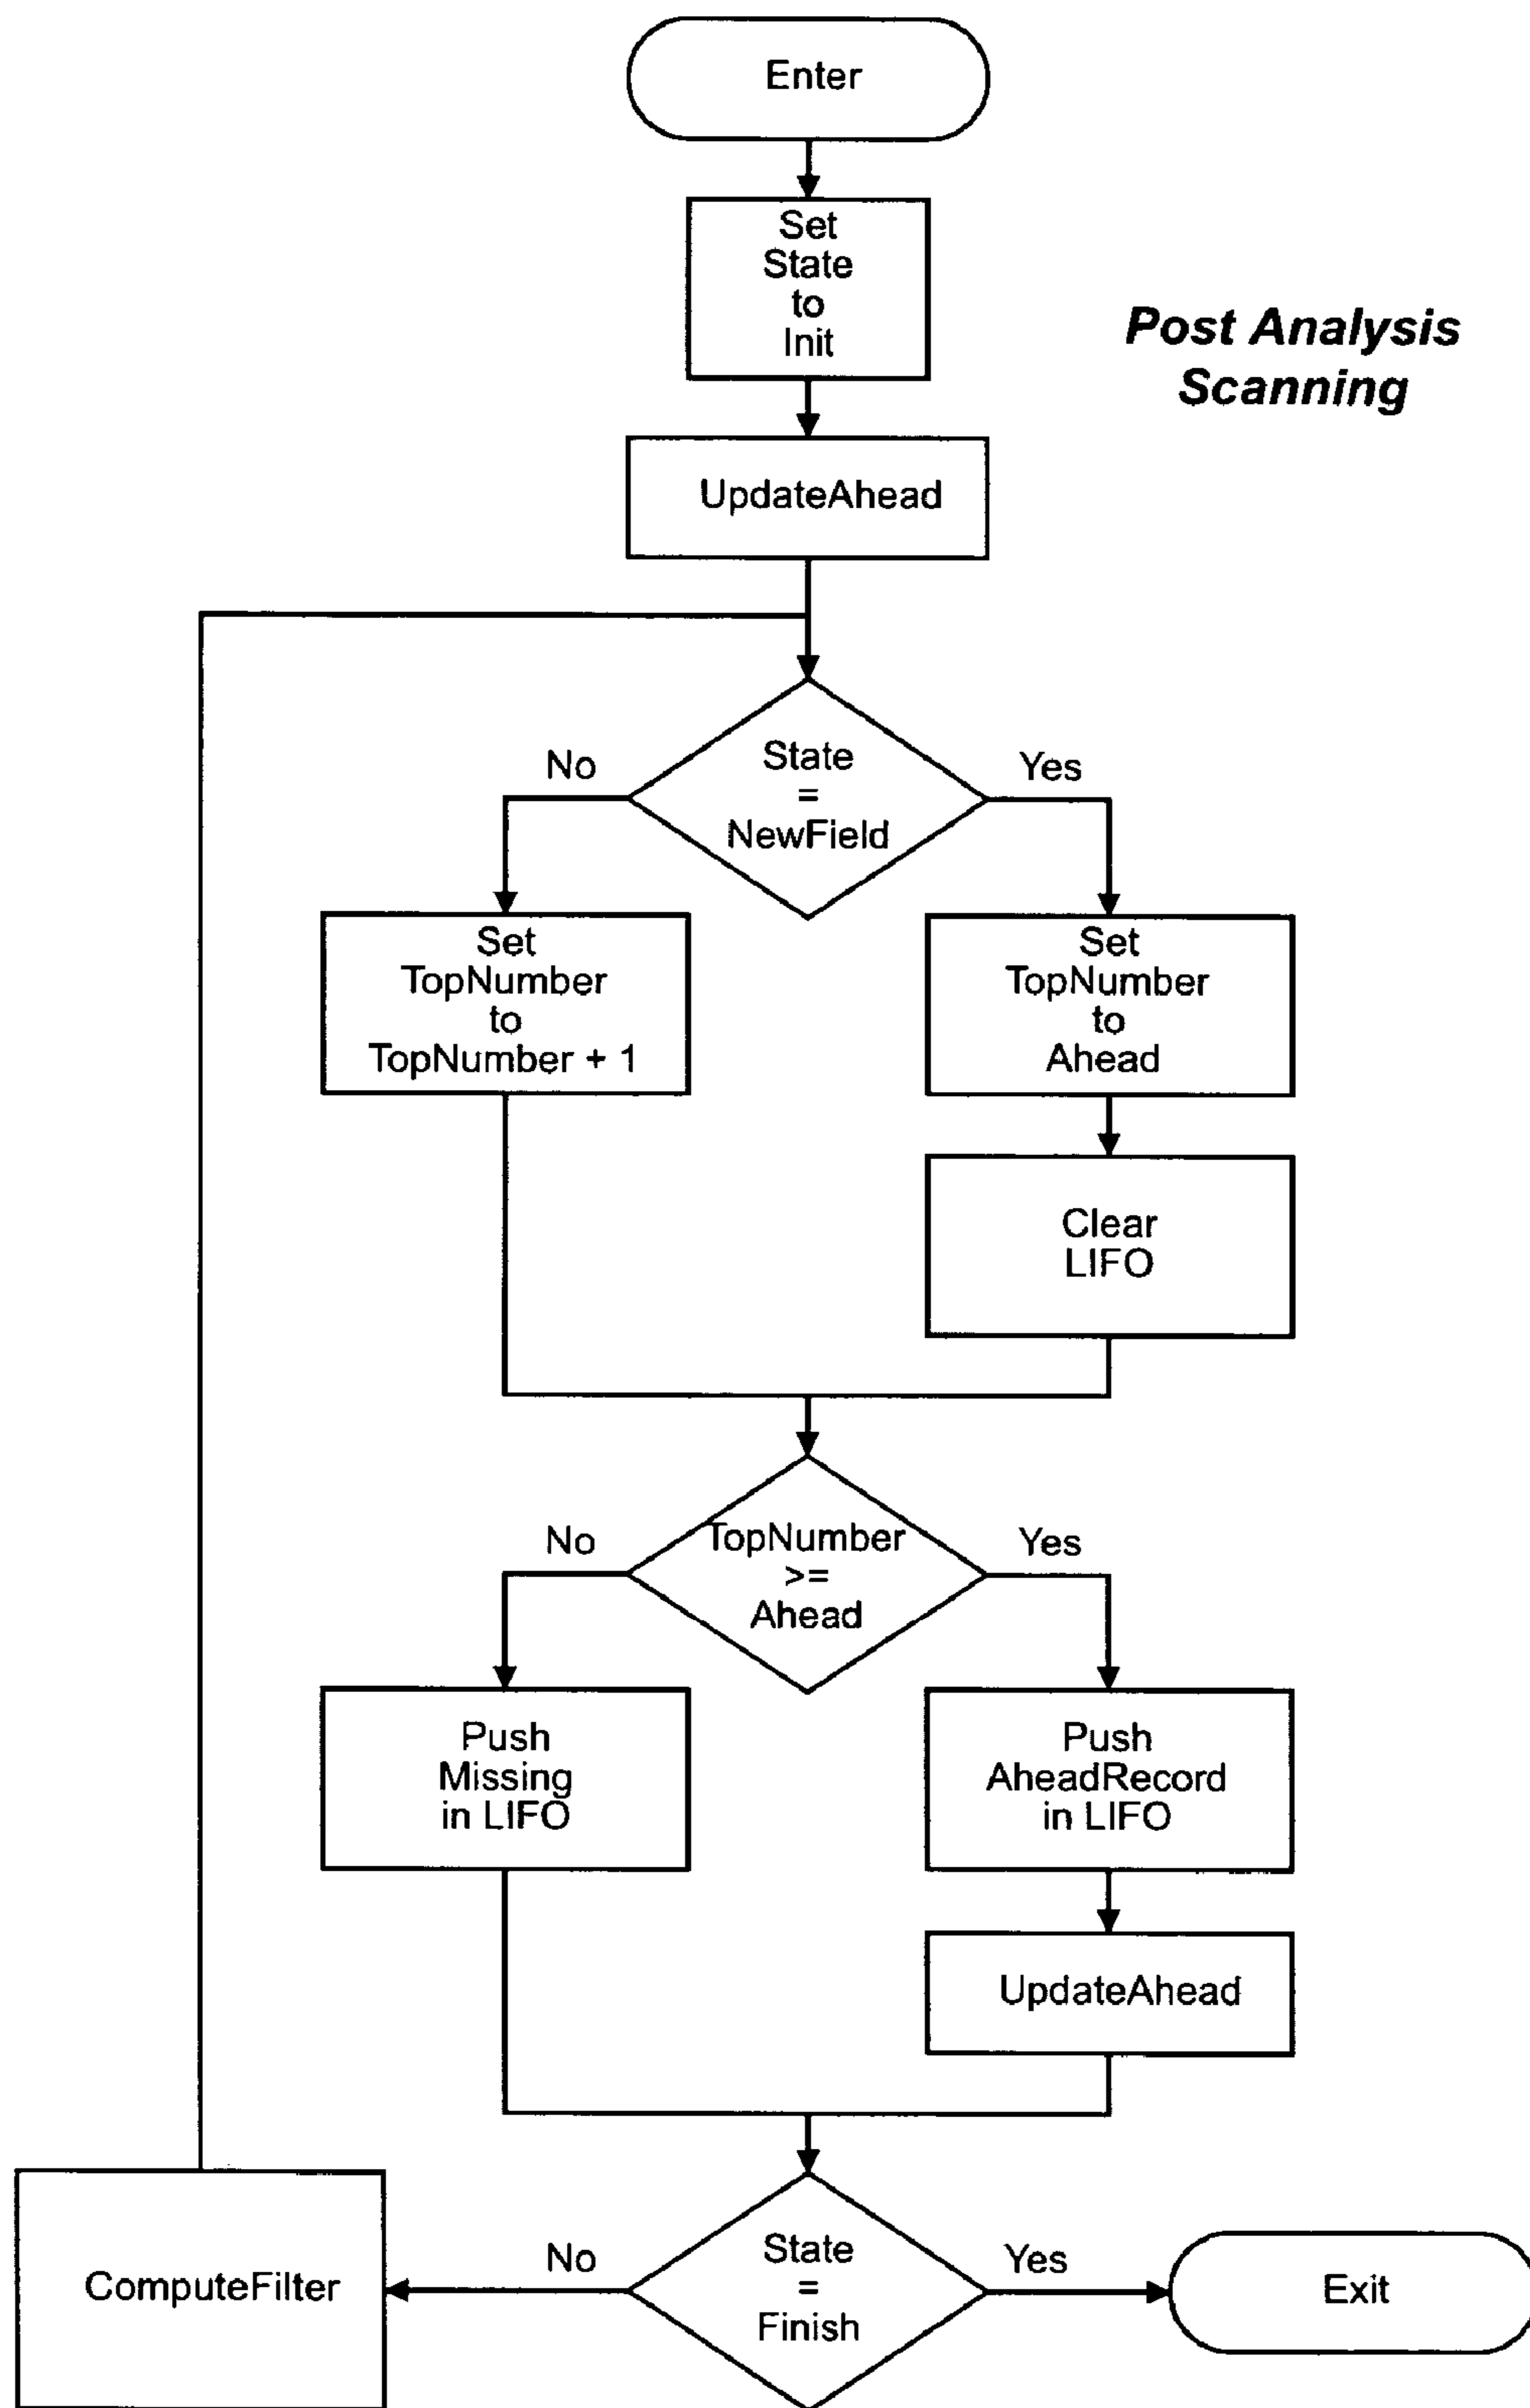 Enter
Set
State
to
Init
Post Analysis
Scanning
UpdateAhead
No
State
=
NewField
Yes
Set
TopNumber
to
TopNumber + 1
Set
TopNumber
to
Ahead
Clear
LIFO
No
TopNumber
>=
Ahead
Yes
Push
Missing
in LIFO
Push
AheadRecord
in LIFO
UpdateAhead
ComputeFilter
No
State
=
Finish
Yes
Exit